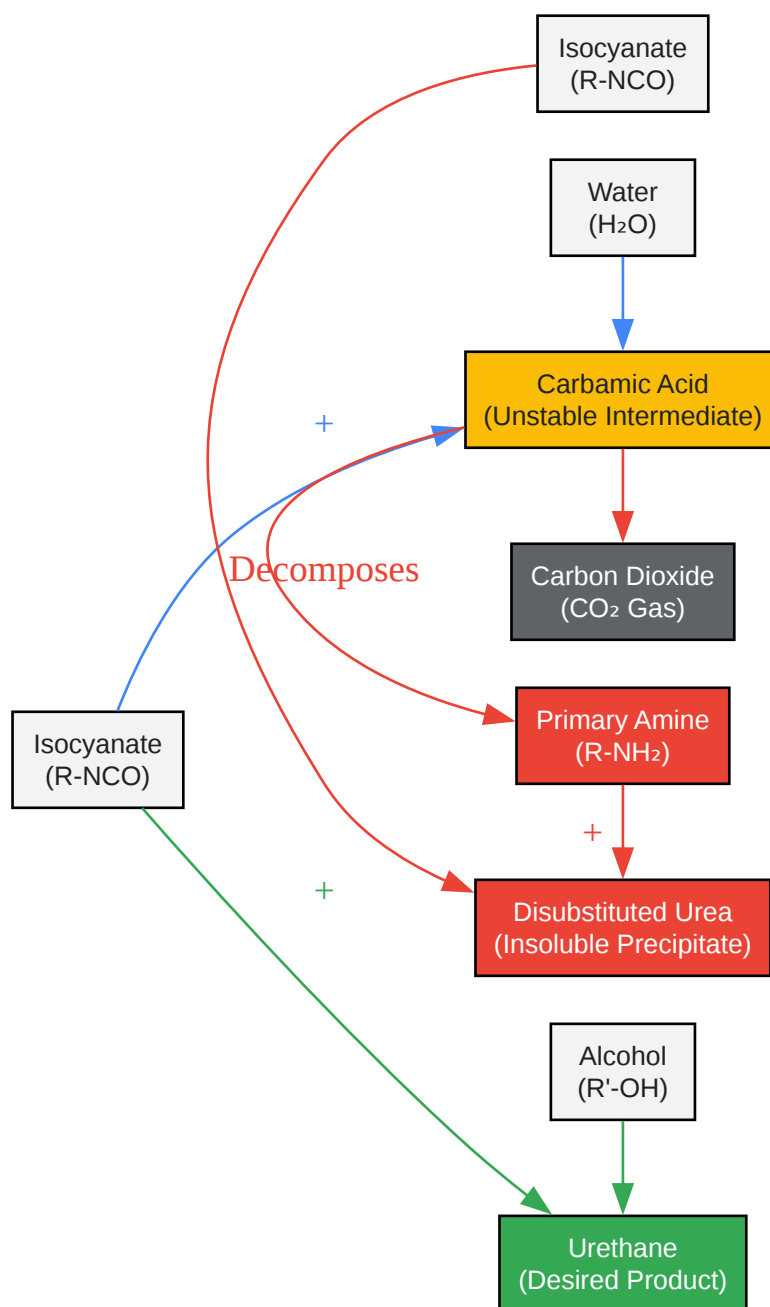 Isocyanate
(R-NCO)
Water
(H₂O)
Carbamic Acid
(Unstable Intermediate)
+
Decomposes
Carbon Dioxide
(CO₂ Gas)
Isocyanate
(R-NCO)
Primary Amine
(R-NH₂)
+
+
Disubstituted Urea
(Insoluble Precipitate)
Alcohol
(R'-OH)
Urethane
(Desired Product)